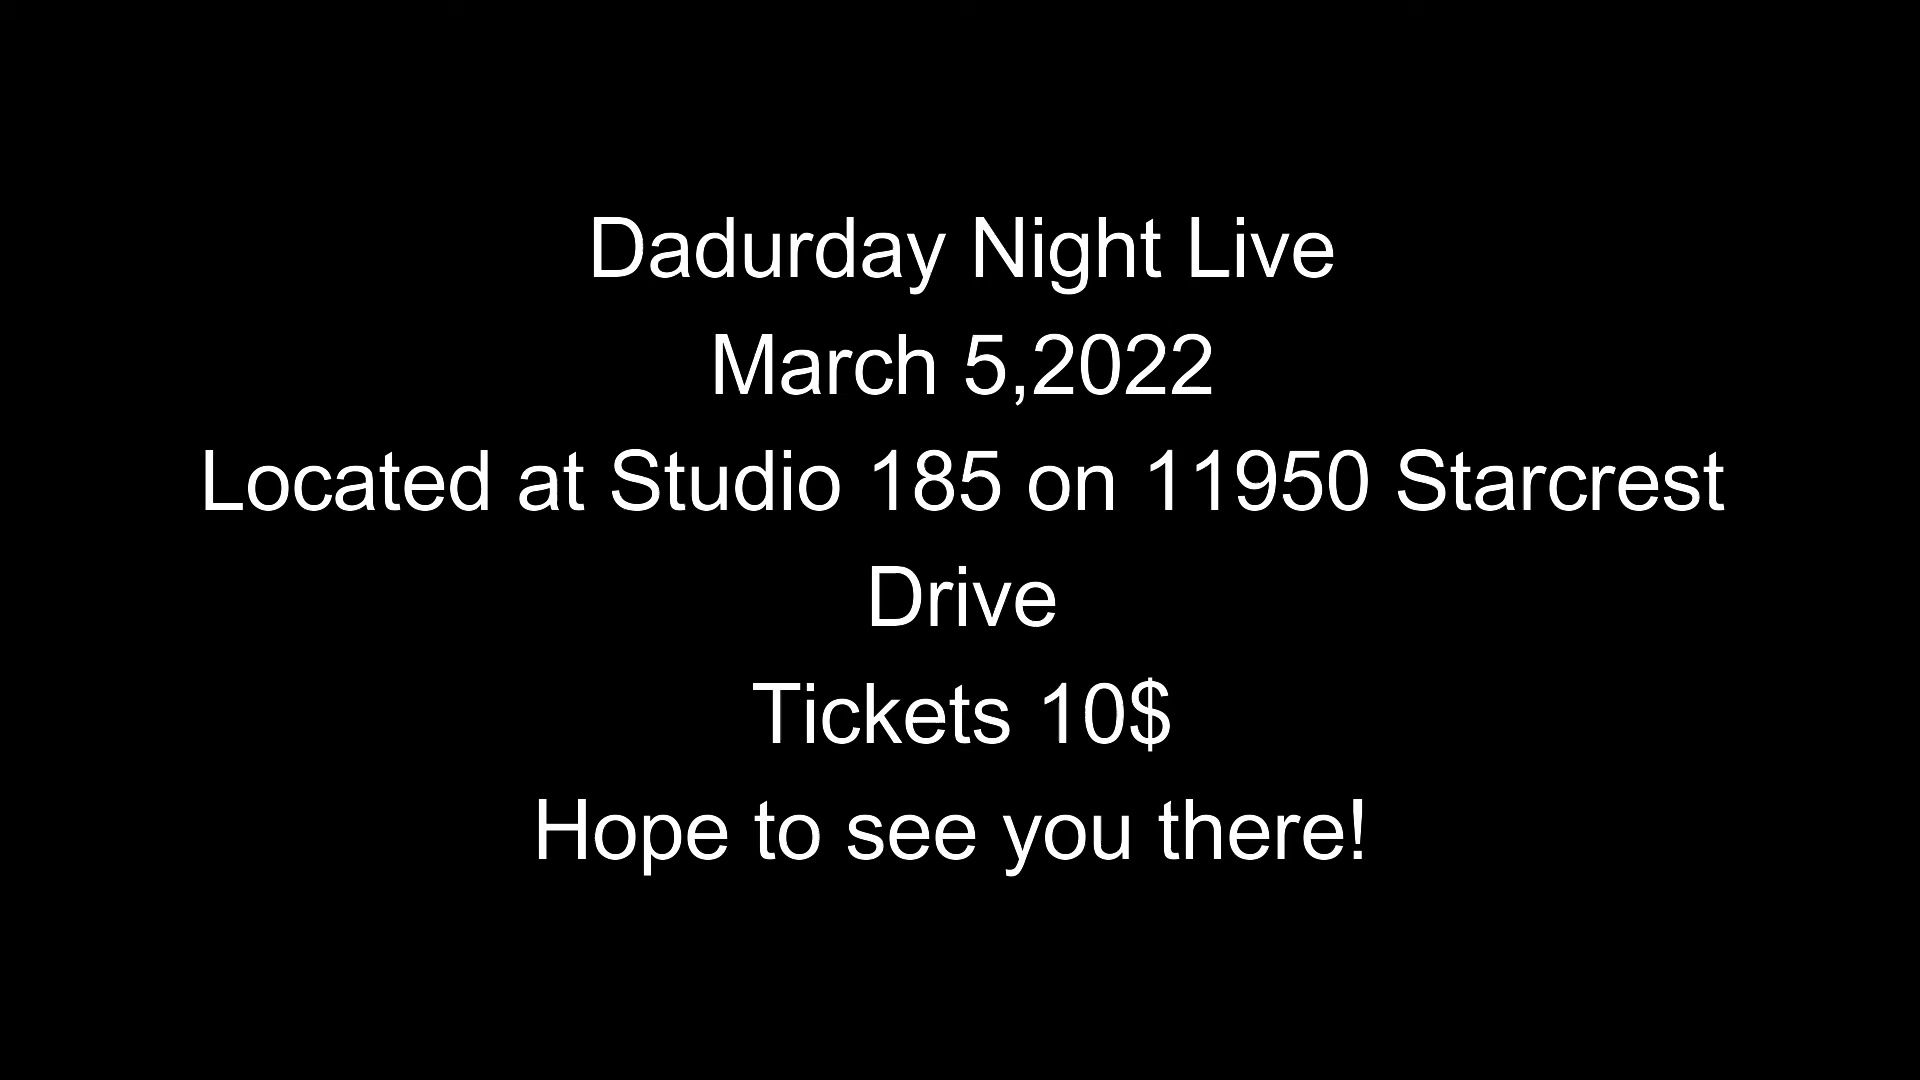 Dadurday Night Live
March 5,2022
Located at Studio 185 on 11950 Starcrest
Drive
Tickets 10$
Hope to see you there!